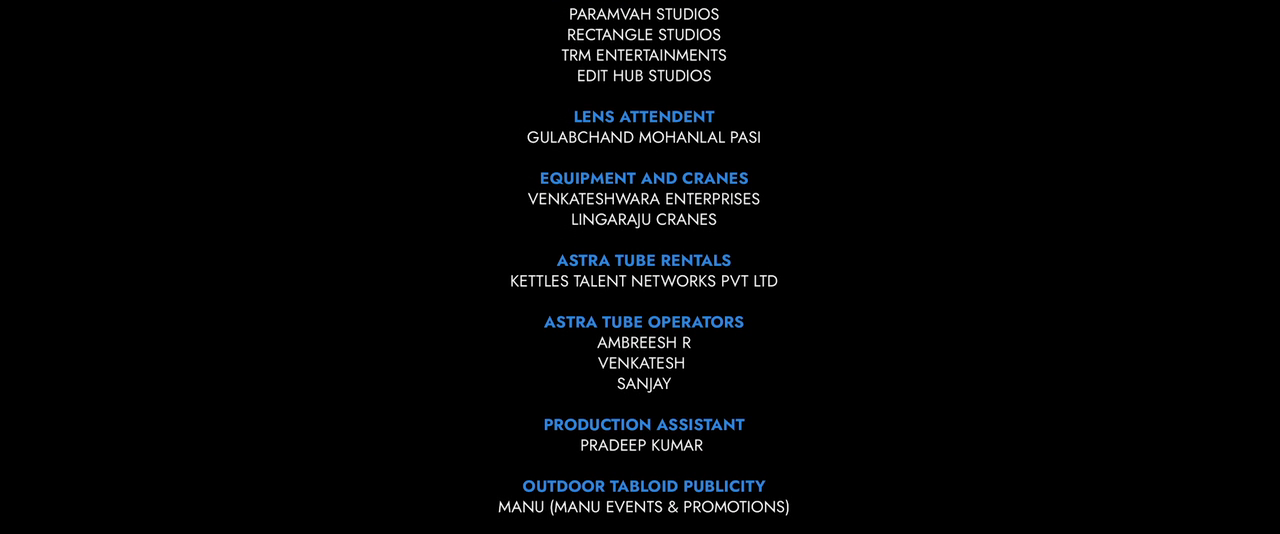 PARAMVAH STUDIOS
RECTANGLE STUDIOS
TRM ENTERTAINMENTS
EDIT HUB STUDIOS
LENS ATTENDENT
GULABCHAND MOHANLAL PASI
EQUIPMENT AND CRANES
VENKATESHWARA ENTERPRISES
LINGARAJU CRANES
ASTRA TUBE RENTALS
KETTLES TALENT NETWORKS PVT LTD
ASTRA TUBE OPERATORS
AMBREESH R
VENKATESH
SANJAY
PRODUCTION ASSISTANT
PRADEEP KUMAR
OUTDOOR TABLOID PUBLICITY
MANU (MANU EVENTS & PROMOTIONS)